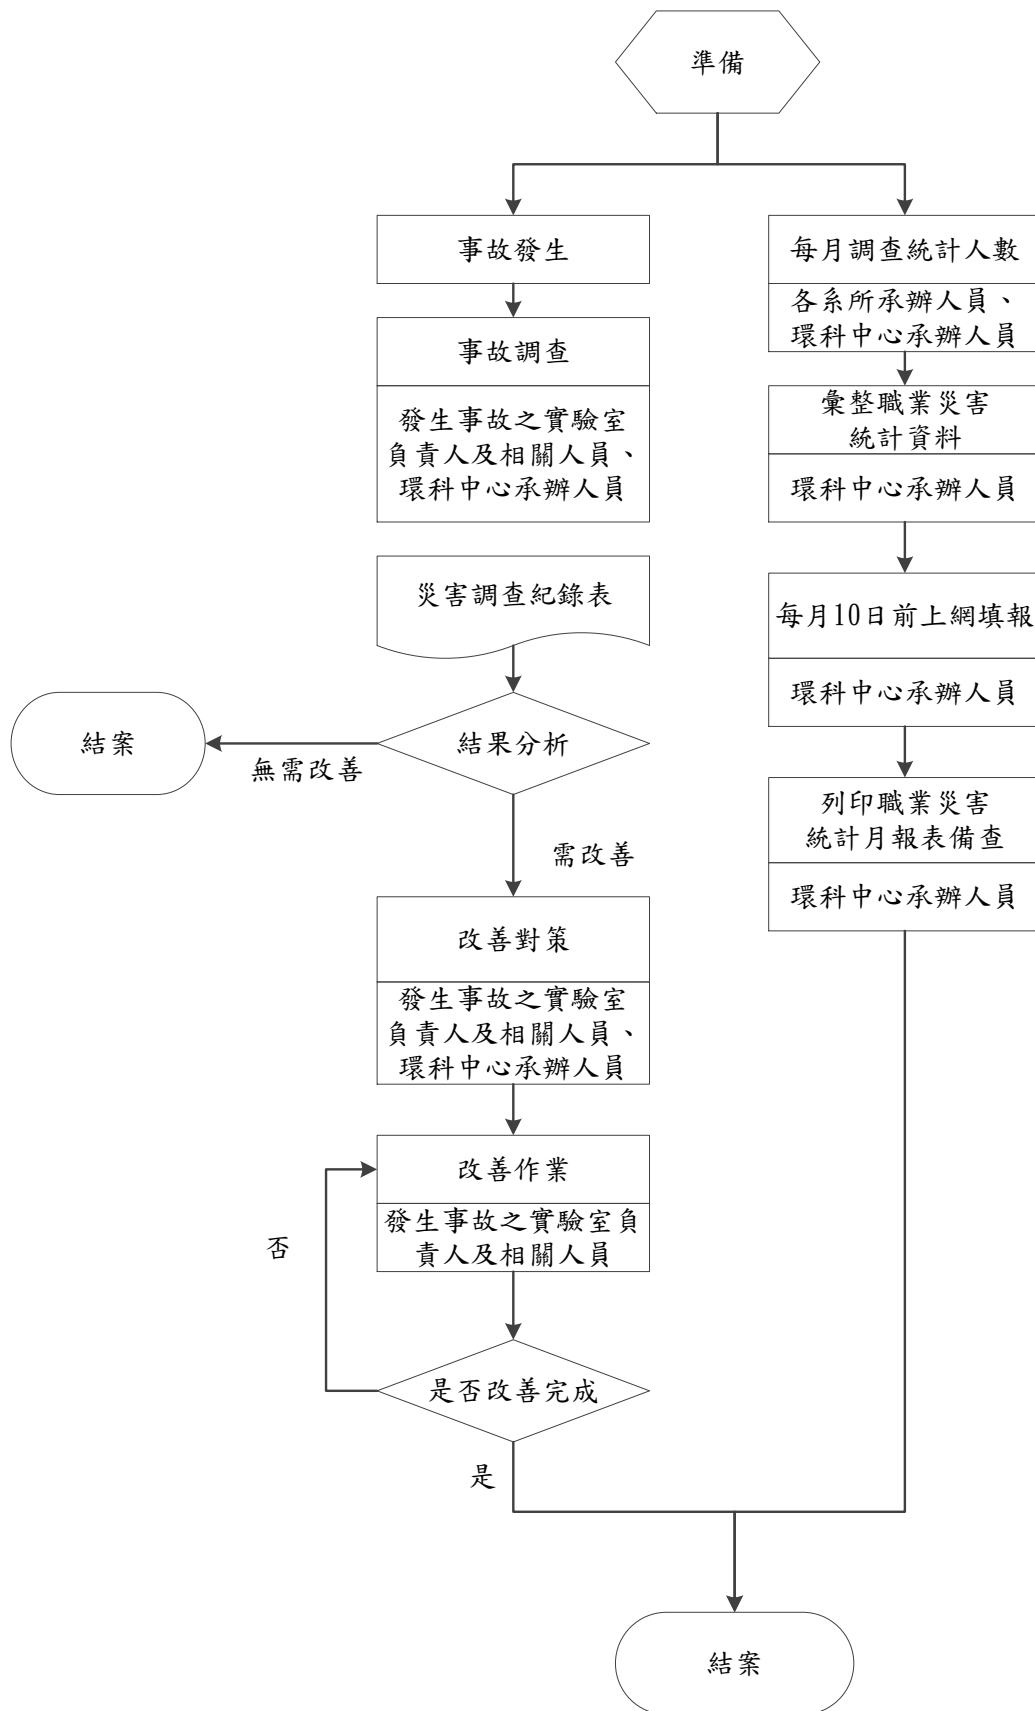 準備
事故發生
事故調查
發生事故之實驗室
負責人及相關人員、
環科中心承辦人員
災害調查紀錄表
結果分析
無需改善
結案
需改善
改善對策
發生事故之實驗室
負責人及相關人員、
環科中心承辦人員
改善作業
發生事故之實驗室負
責人及相關人員
否
是否改善完成
是
每月調查統計人數
各系所承辦人員、
環科中心承辦人員
彙整職業災害
統計資料
環科中心承辦人員
每月10日前上網填報
環科中心承辦人員
列印職業災害
統計月報表備查
環科中心承辦人員
結案